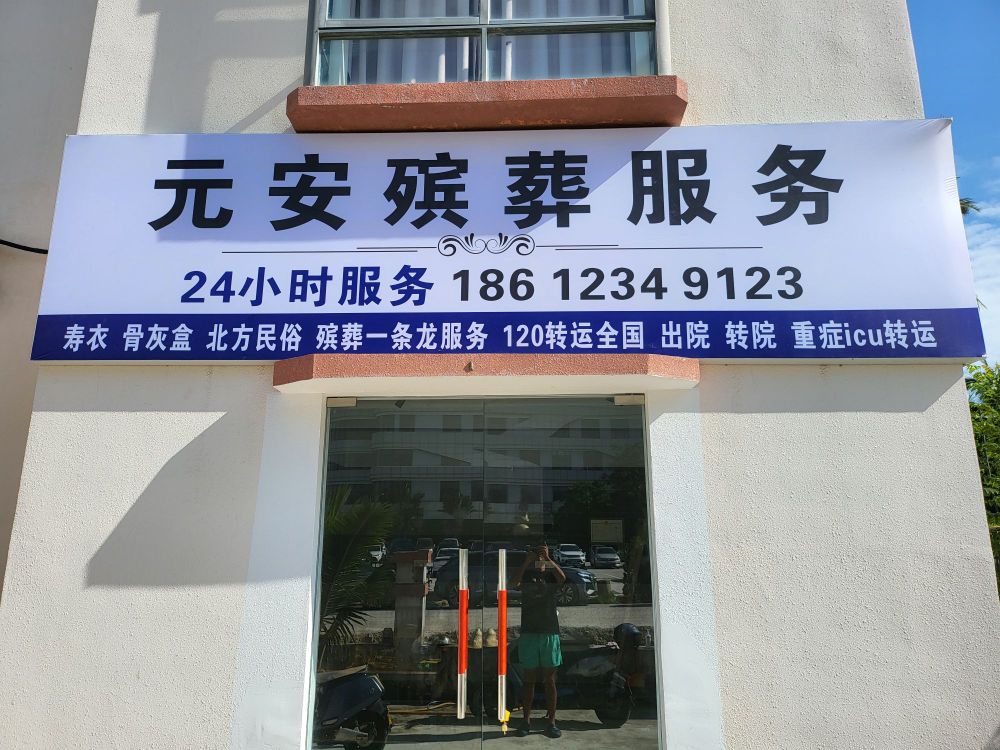 元安殡葬服务
24小时服务 186 1234 9123
寿衣 骨灰盒 北方民俗 殡葬一条龙服务 120转运全国 出院 转院 重症icu转运